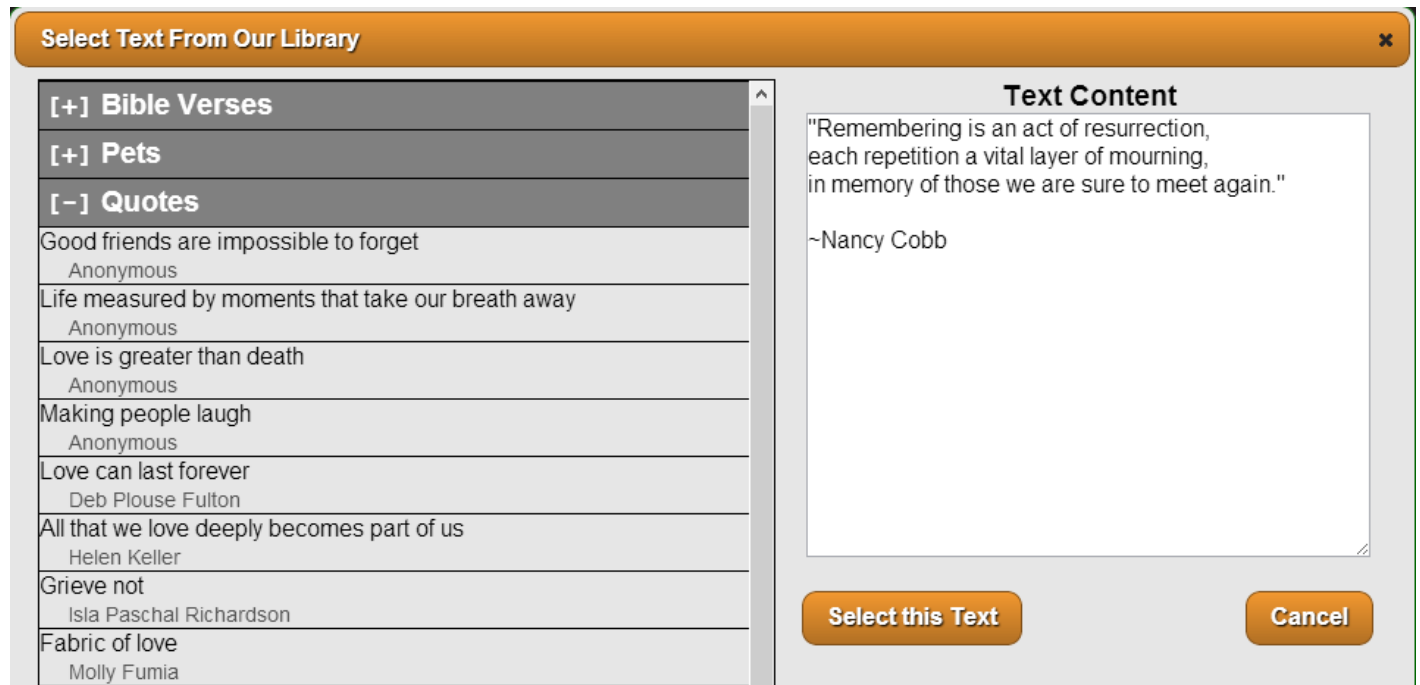 Select Text From Our Library
[+] Bible Verses
[+] Pets
[-] Quotes
Good friends are impossible to forget
Anonymous
Life measured by moments that take our breath away
Anonymous
Love is greater than death
Anonymous
Making people laugh
Anonymous
Love can last forever
Deb Plouse Fulton
All that we love deeply becomes part of us
Helen Keller
Grieve not
Isla Paschal Richardson
Fabric of love
Molly Fumia
Text Content
"Remembering is an act of resurrection,
each repetition a vital layer of mourning,
in memory of those we are sure to meet again."
~Nancy Cobb
Select this Text
Cancel